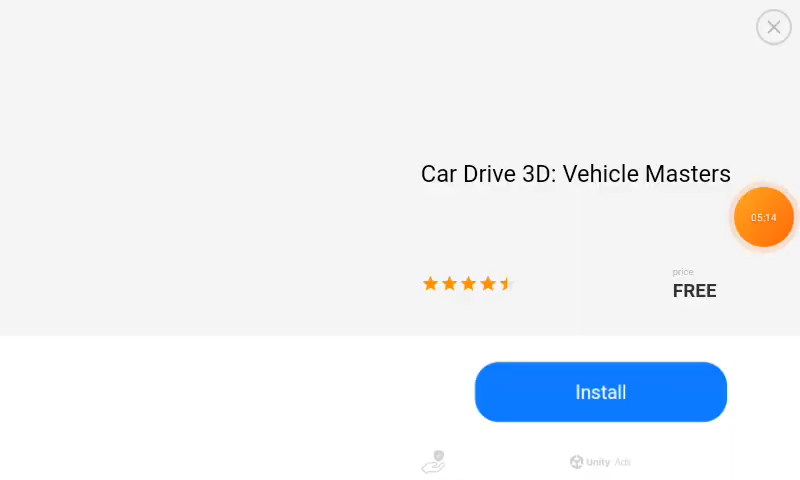 Car Drive 3D: Vehicle Masters
05:14
price
FREE
Install
Unity Ads